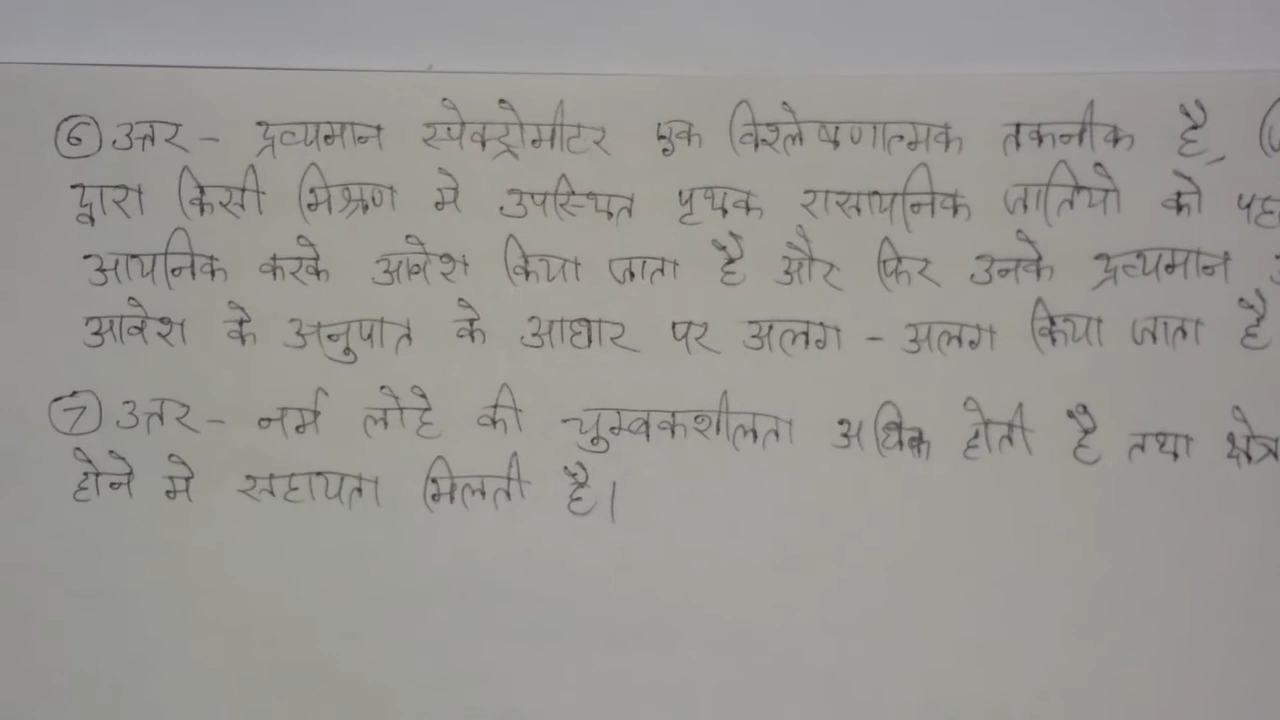 ⑥ उत्तर - द्रव्यमान स्पेक्ट्रोमीटर एक विश्लेषणात्मक तकनीक है,
द्वारा किसी मिश्रण मे उपस्थित पृथक रासायनिक जातियो को
आयनिक करके आवेश किया जाता है और फिर उनके द्रव्यमान
आवेश के अनुपात के आधार पर अलग - अलग किया जाता है
⑦ उत्तर - नर्म लोहे की चुम्बकशीलता अधिक होती है तथा क्षेत्र
होने मे सहायता मिलती है।